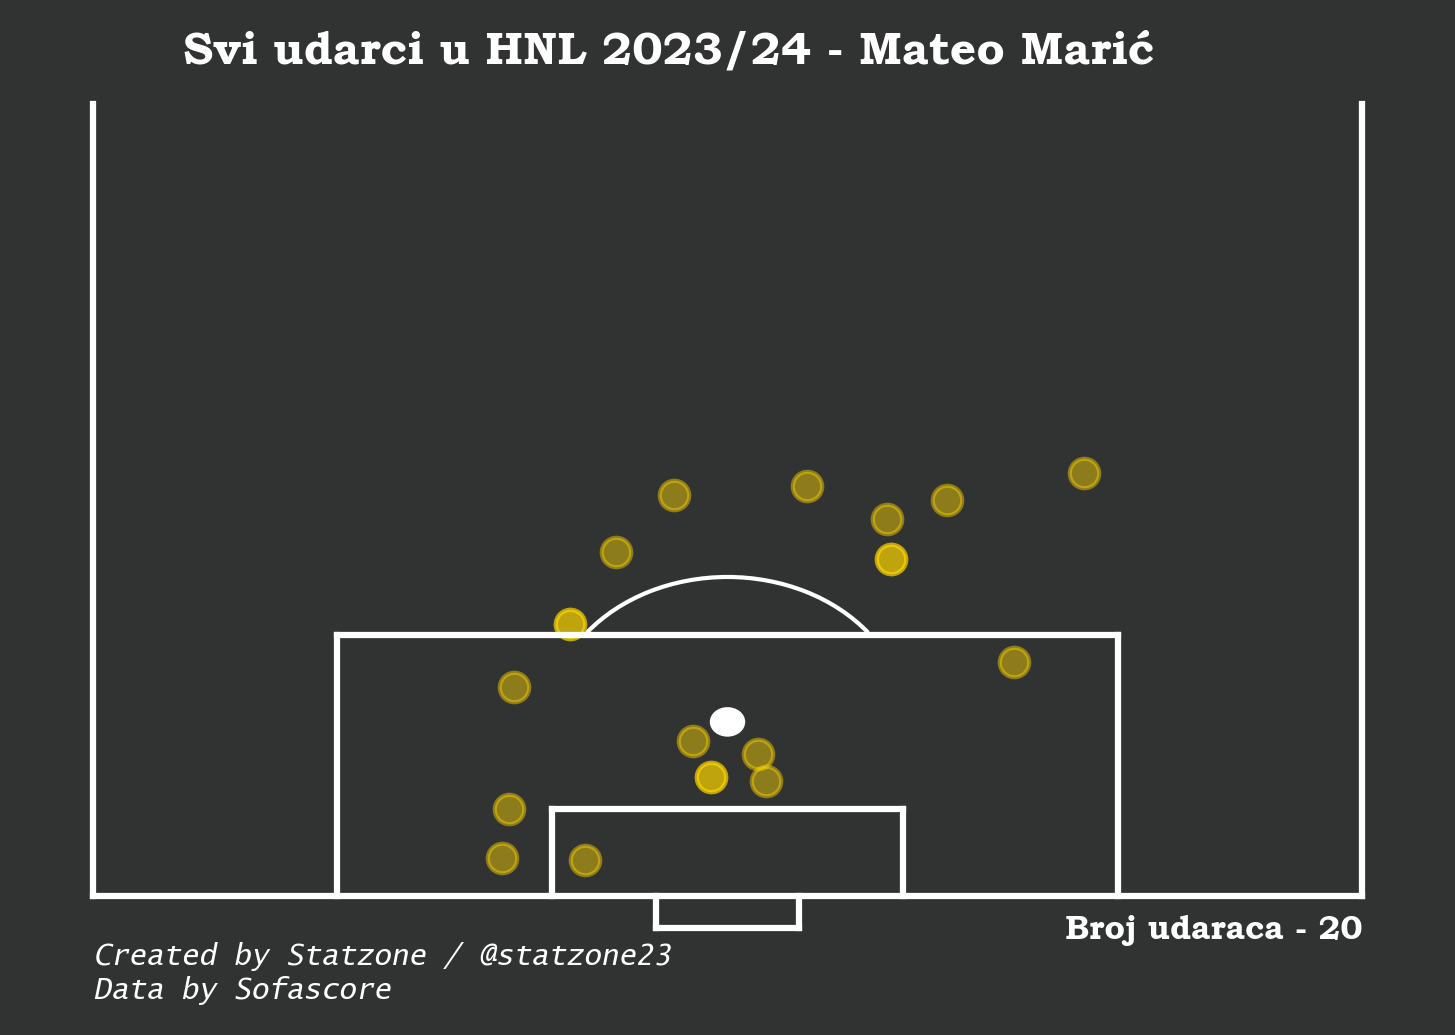 Svi udarci u HNL 2023/24 - Mateo Marić
Broj udaraca - 20
Created by Statzone / @statzone23
Data by Sofascore